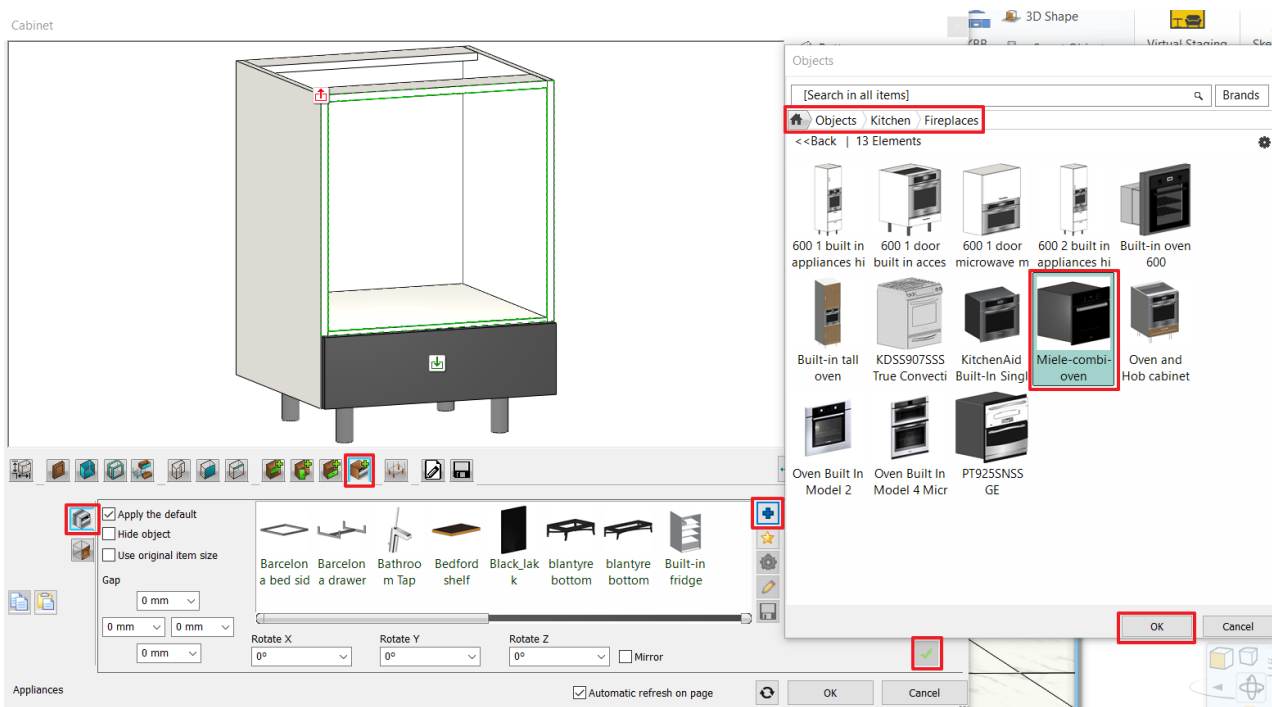 Cabinet
3D Shape
Virtual Staging
Objects
[Search in all items]
Brands
Objects
Kitchen
Fireplaces
<<Back | 13 Elements
600 1 built in
appliances hi
600 1 door
built in acces
600 1 door
microwave m
600 2 built in
appliances hi
Built-in oven
600
Built-in tall
oven
KDSS907SSS
True Convecti
KitchenAid
Built-In Singl
Miele-combi-
oven
Oven and
Hob cabinet
Oven Built In
Model 2
Oven Built In
Model 4 Micr
PT925SNSS
GE
OK
Cancel
Apply the default
Hide object
Use original item size
Gap
0 mm
0 mm
0 mm
0 mm
Barcelon
a bed sid
Barcelon
a drawer
Bathroo
m Tap
Bedford
shelf
Black_lak
k
blantyre
bottom
blantyre
bottom
Built-in
fridge
Rotate X
0°
Rotate Y
0°
Rotate Z
0°
Mirror
Appliances
Automatic refresh on page
OK
Cancel